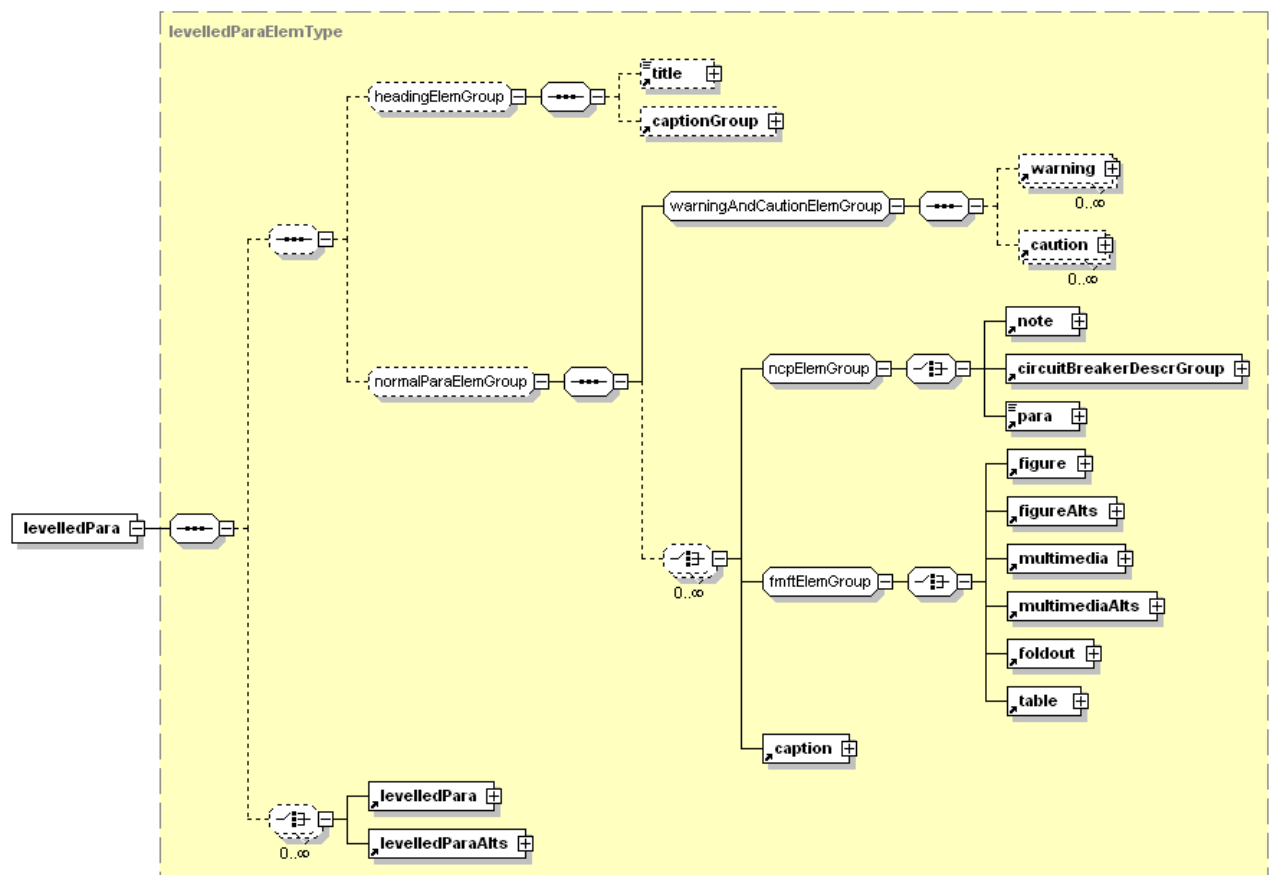 levelledParaElemType
title
headingElemGroup
captionGroup
warning
0..∞
warningAndCautionElemGroup
caution
0..∞
note
ncpElemGroup
circuitBreakerDescrGroup
normalParaElemGroup
para
figure
figureAlts
levelledPara
multimedia
0..∞
fmftElemGroup
multimediaAlts
foldout
table
caption
levelledPara
levelledParaAlts
0..∞